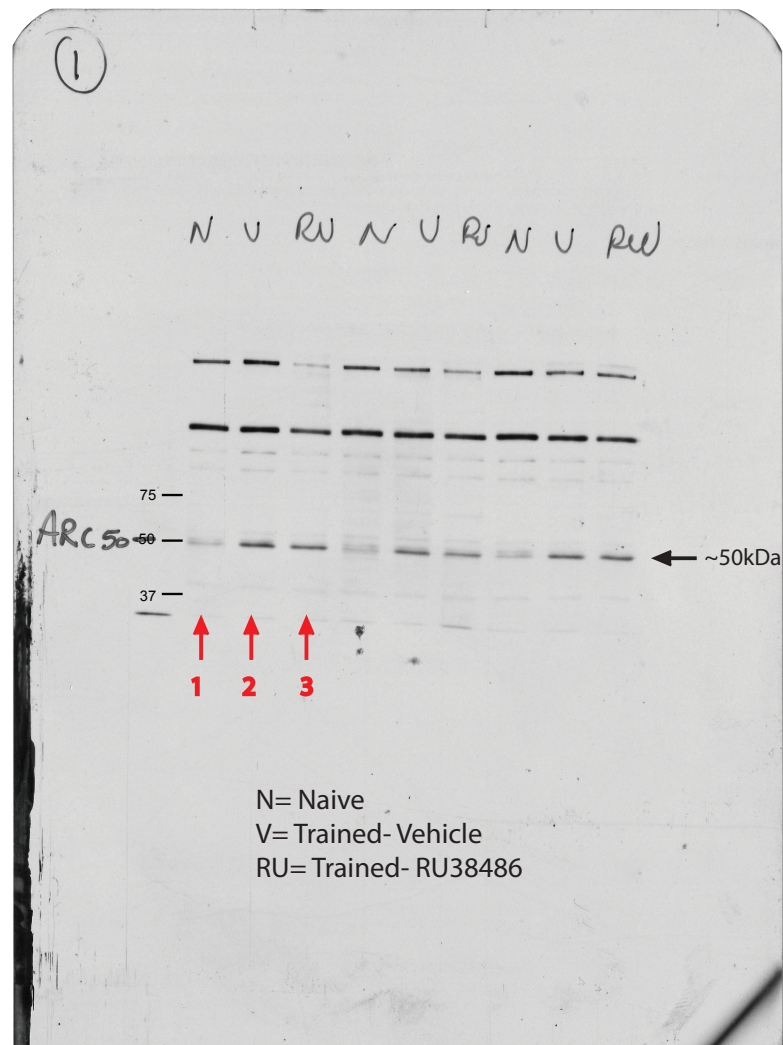 1
N V RU N V RU N V RU
75
ARC 50 50
~50kDa
37
1 2 3
N= Naive
V= Trained- Vehicle
RU= Trained- RU38486